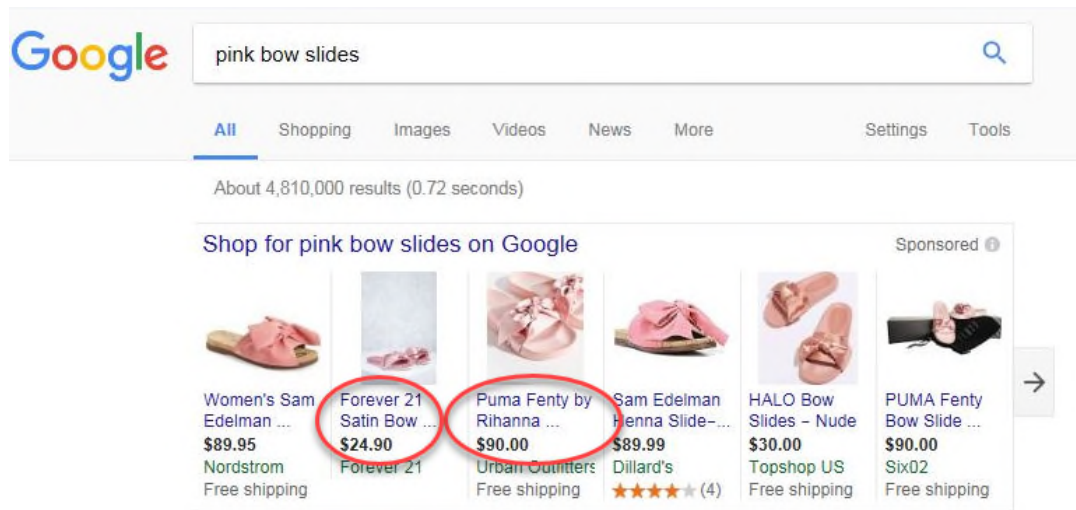 Google
pink bow slides
All Shopping Images Videos News More Settings Tools
About 4,810,000 results (0.72 seconds)
Shop for pink bow slides on Google
Sponsored
Women's Sam
Edelman ...
$89.95
Nordstrom
Free shipping
Forever 21
Satin Bow ...
$24.90
Forever 21
Puma Fenty by
Rihanna ...
$90.00
Urban Outfitters
Free shipping
Sam Edelman
Henna Slide-...
$89.99
Dillard's
(4)
HALO Bow
Slides - Nude
$30.00
Topshop US
Free shipping
PUMA Fenty
Bow Slide ...
$90.00
Six02
Free shipping